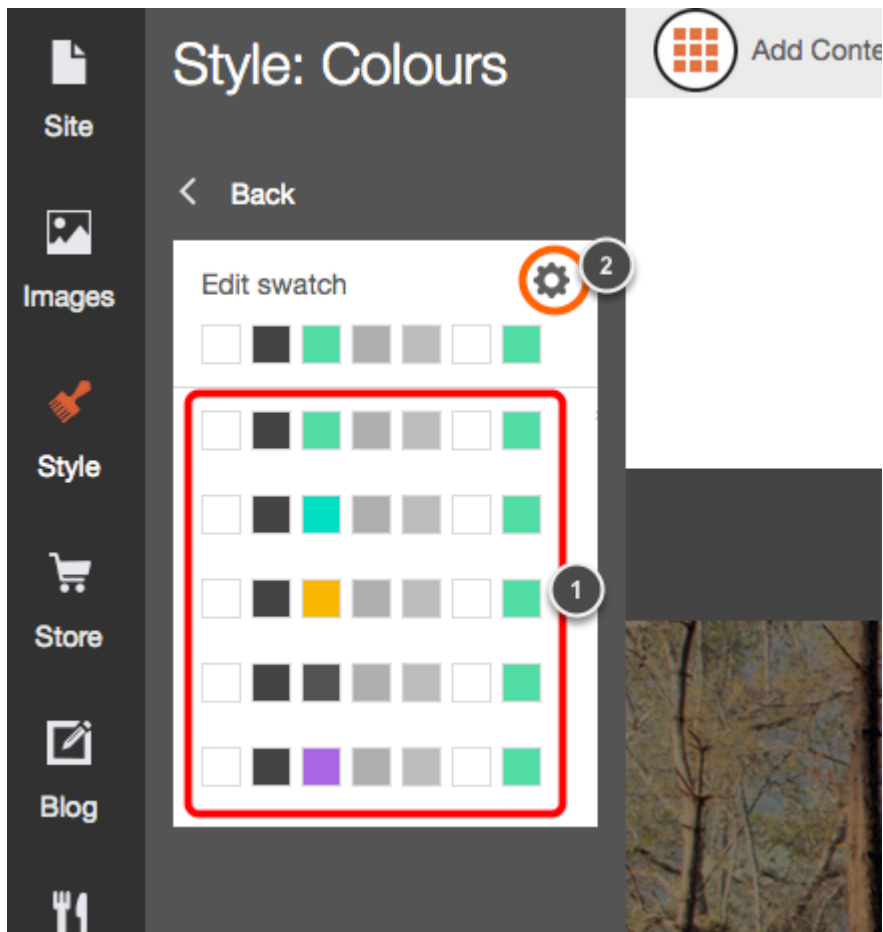 Site
Images
Style
Store
Blog
Style: Colours
Back
Edit swatch
2
1
Add Conte